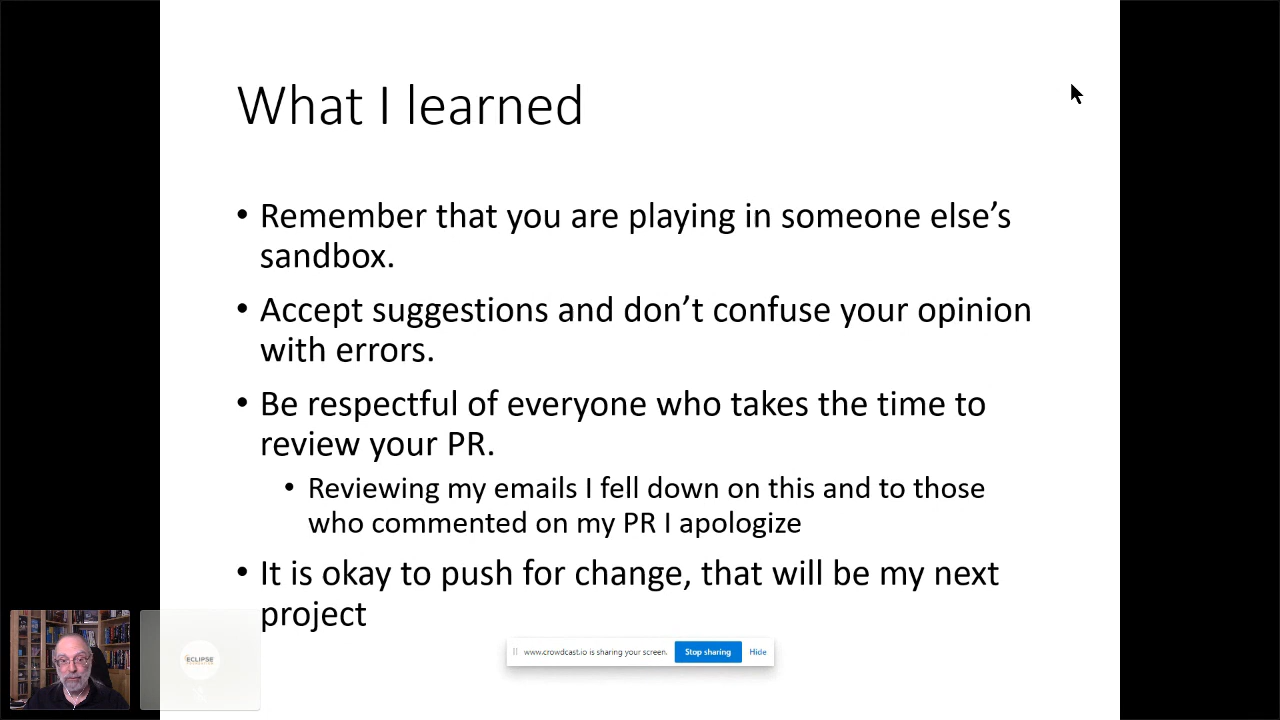 What I learned
• Remember that you are playing in someone else’s
sandbox.
• Accept suggestions and don’t confuse your opinion
with errors.
• Be respectful of everyone who takes the time to
review your PR.
• Reviewing my emails I fell down on this and to those
who commented on my PR I apologize
• It is okay to push for change, that will be my next
project
ECLIPSE
FOUNDATION
www.crowdcast.io is sharing your screen.
Stop sharing
Hide